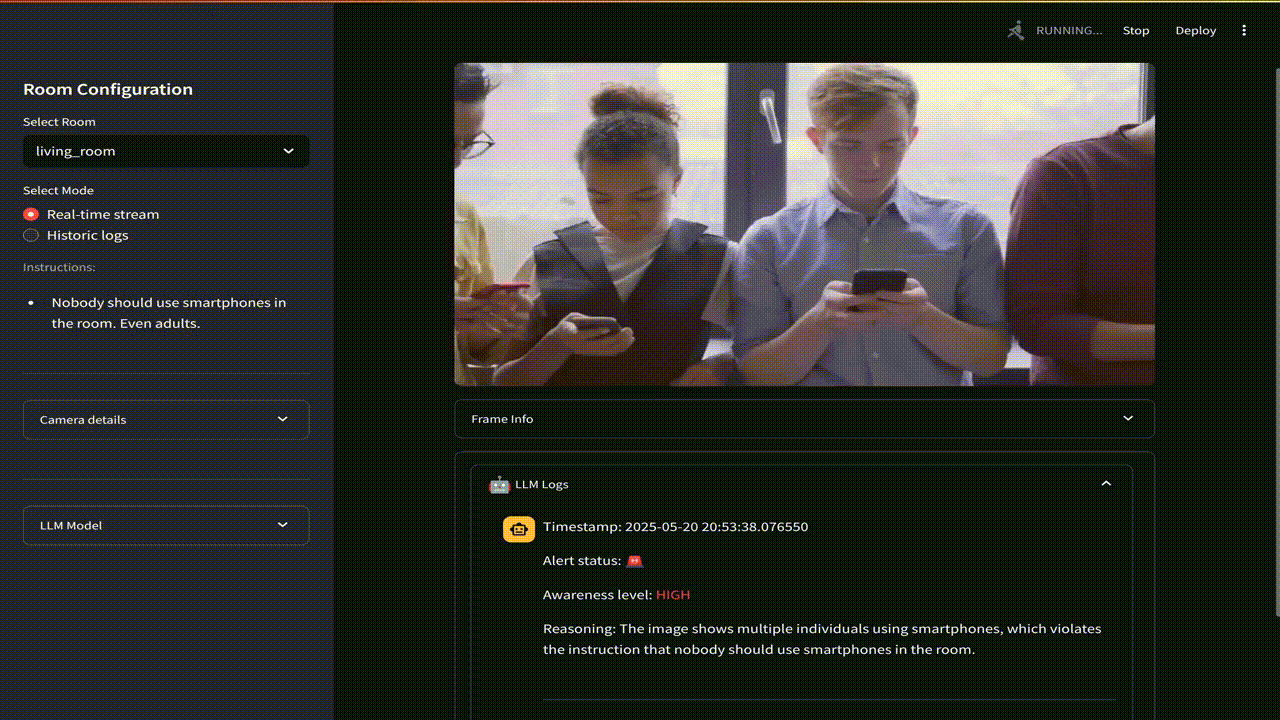 RUNNING...
Stop
Deploy
Room Configuration
Select Room
living_room
Select Mode
Real-time stream
Historic logs
Instructions:
Nobody should use smartphones in
the room. Even adults.
Camera details
LLM Model
Frame Info
LLM Logs
Timestamp: 2025-05-20 20:53:38.076550
Alert status:
Awareness level: HIGH
Reasoning: The image shows multiple individuals using smartphones, which violates
the instruction that nobody should use smartphones in the room.